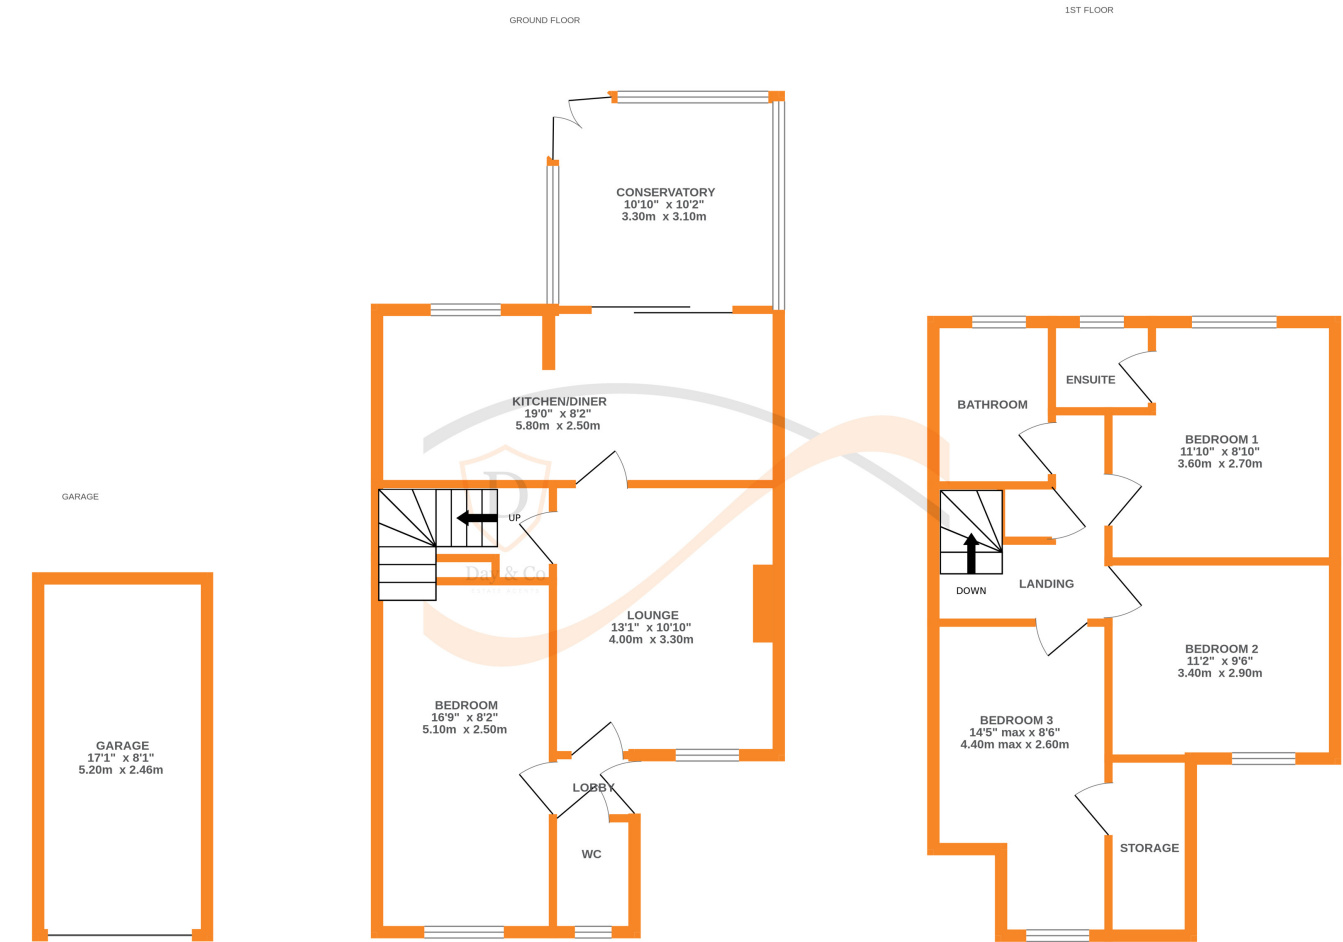 GROUND FLOOR
1ST FLOOR
CONSERVATORY
10'10" x 10'2"
3.30m x 3.10m
KITCHEN/DINER
19'0" x 8'2"
5.80m x 2.50m
UP
D
Day & Co
LOUNGE
13'1" x 10'10"
4.00m x 3.30m
BEDROOM
16'9" x 8'2"
5.10m x 2.50m
LOBBY
WC
GARAGE
GARAGE
17'1" x 8'1"
5.20m x 2.46m
ENSUITE
BATHROOM
BEDROOM 1
11'10" x 8'10"
3.60m x 2.70m
LANDING
DOWN
BEDROOM 2
11'2" x 9'6"
3.40m x 2.90m
BEDROOM 3
14'5" max x 8'6"
4.40m max x 2.60m
STORAGE